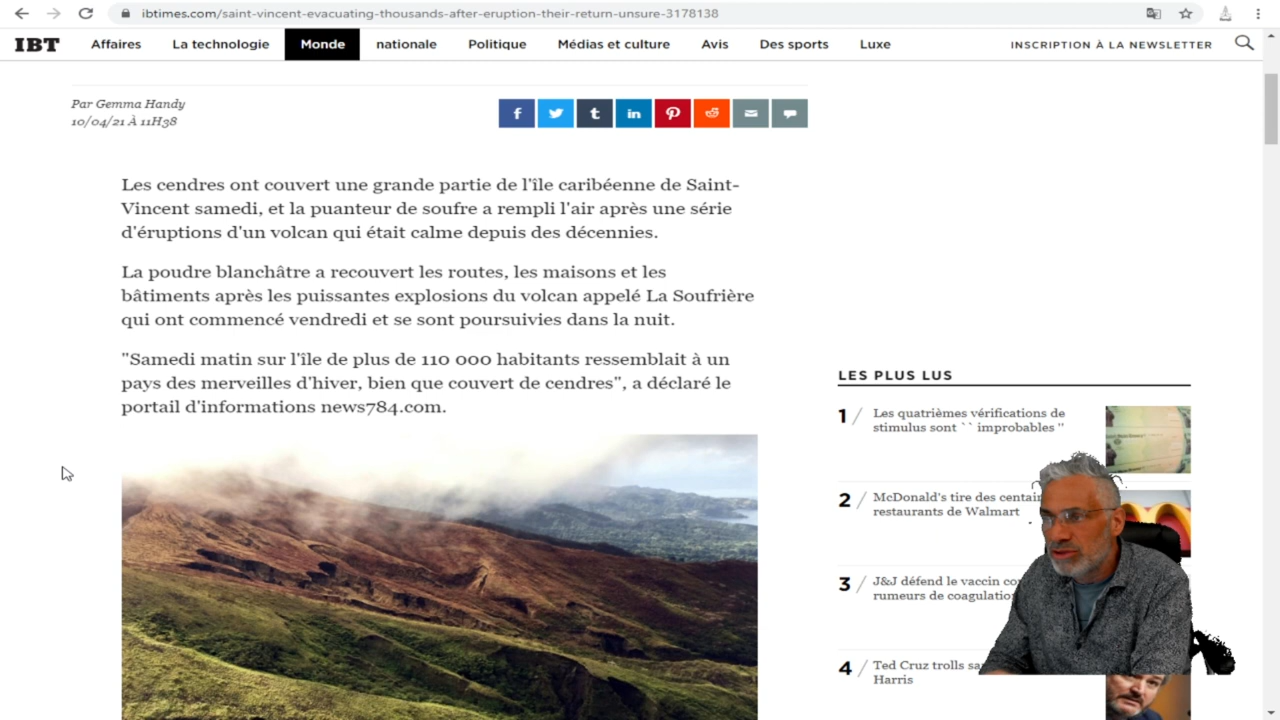 ibtimes.com/saint-vincent-evacuating-thousands-after-eruption-their-return-unsure-3178138
IBT
Affaires La technologie Monde nationale Politique Médias et culture Avis Des sports Luxe INSCRIPTION À LA NEWSLETTER
Par Gemma Handy
10/04/21 À 11H38
Les cendres ont couvert une grande partie de l'île caribéenne de Saint-
Vincent samedi, et la puanteur de soufre a rempli l'air après une série
d'éruptions d'un volcan qui était calme depuis des décennies.
La poudre blanchâtre a recouvert les routes, les maisons et les
bâtiments après les puissantes explosions du volcan appelé La Soufrière
qui ont commencé vendredi et se sont poursuivies dans la nuit.
"Samedi matin sur l'île de plus de 110 000 habitants ressemblait à un
pays des merveilles d'hiver, bien que couvert de cendres", a déclaré le
portail d'informations news784.com.
LES PLUS LUS
1 / Les quatrièmes vérifications de
stimulus sont `` improbables ''
2 / McDonald's tire des
restaurants de Walmart
3 / J&J défend le vaccin
rumeurs de
4 / Ted Cruz trolls
Harris